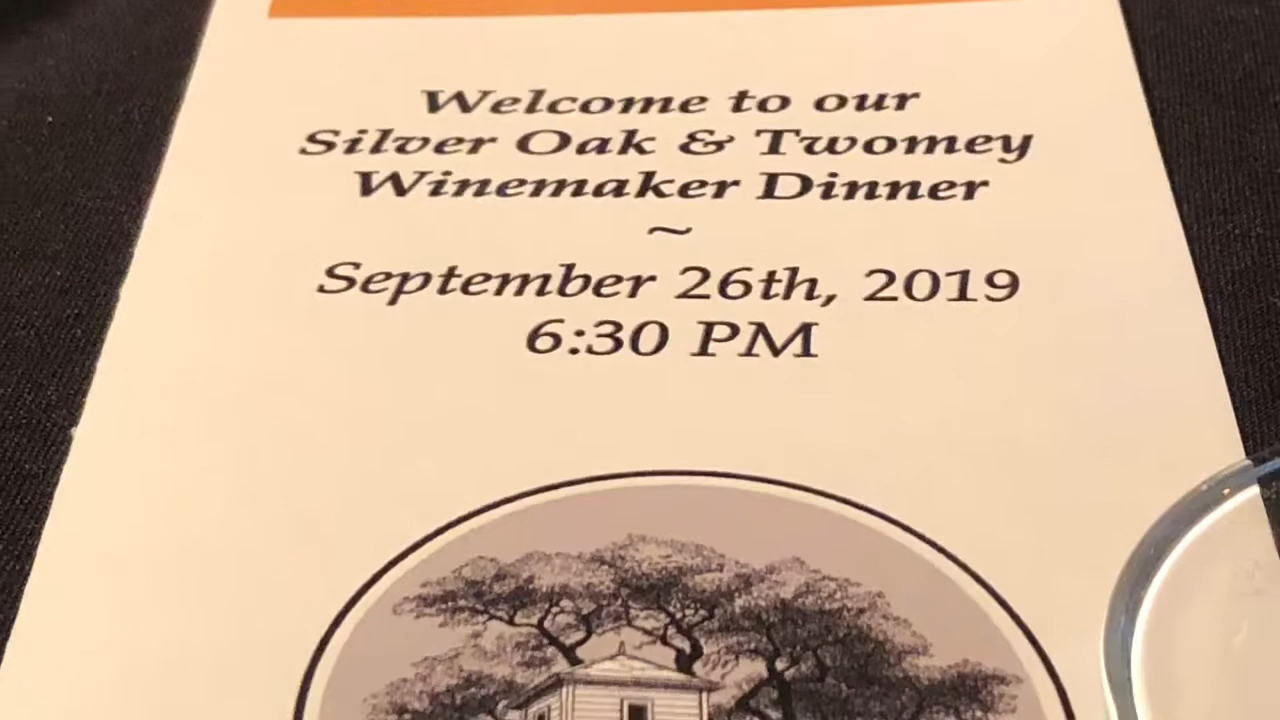 Welcome to our
Silver Oak & Twomey
Winemaker Dinner
~
September 26th, 2019
6:30 PM